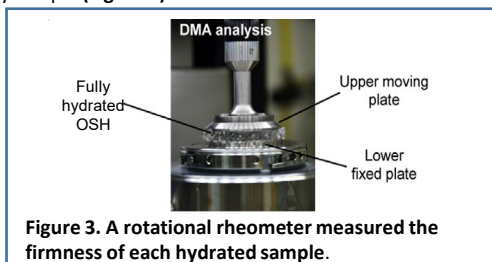 DMA analysis
Fully
hydrated
OSH
Upper moving
plate
Lower
fixed plate
Figure 3. A rotational rheometer measured the
firmness of each hydrated sample.